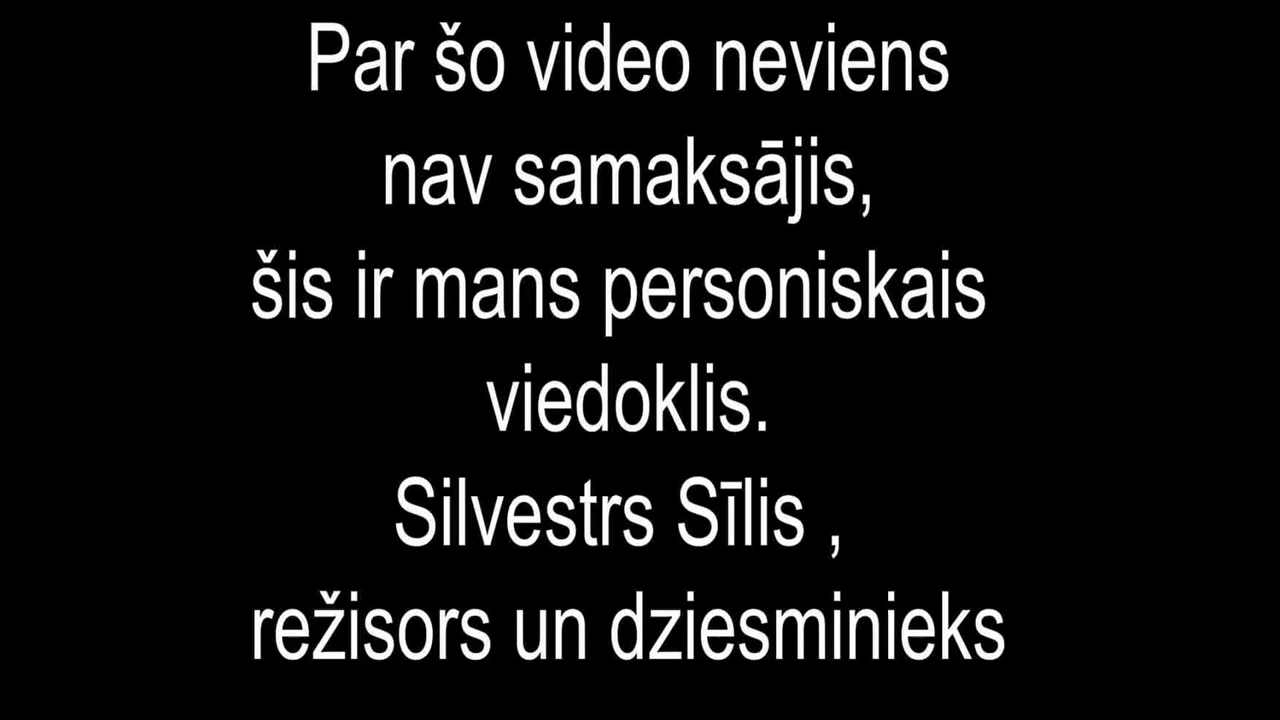 Par šo video neviens
nav samaksājis,
šis ir mans personiskais
viedoklis.
Silvestrs Sīlis ,
režisors un dziesminieks